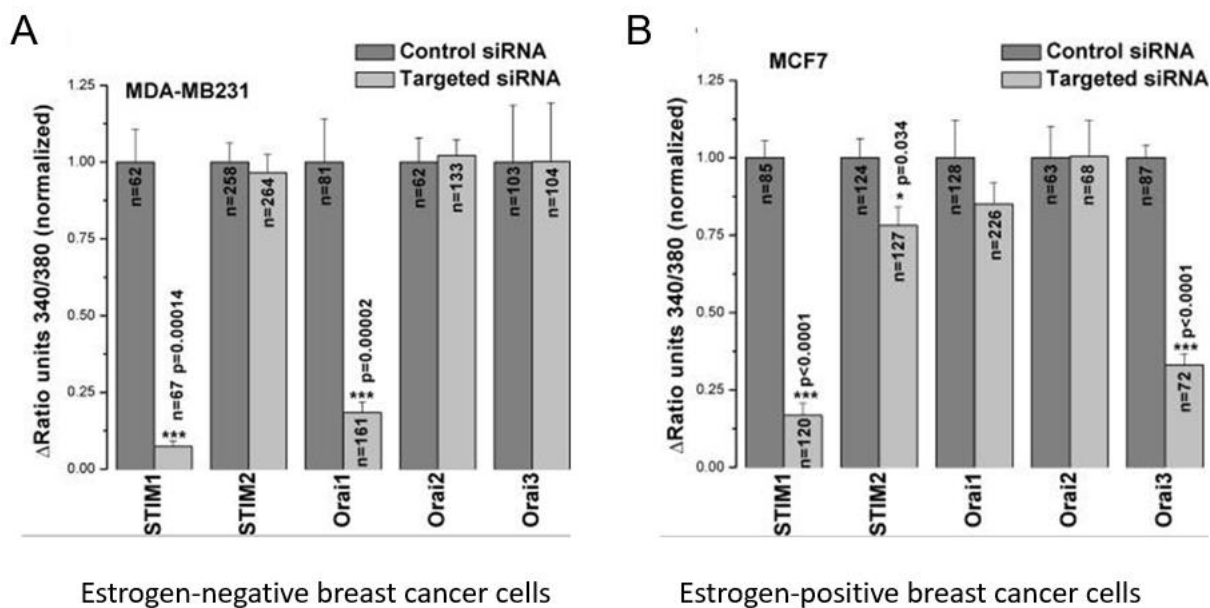 A
Control siRNA
Targeted siRNA
MDA-MB231
ΔRatio units 340/380 (normalized)
1.25
1.00
0.75
0.50
0.25
0.00
n=62
n=67 p=0.00014
***
n=258
n=264
n=81
*** p=0.00002
n=161
n=62
n=133
n=103
n=104
STIM1
STIM2
Orai1
Orai2
Orai3
Estrogen-negative breast cancer cells
B
Control siRNA
Targeted siRNA
MCF7
ΔRatio units 340/380 (normalized)
1.25
1.00
0.75
0.50
0.25
0.00
n=85
*** p<0.0001
n=120
n=124
* p=0.034
n=127
n=128
n=226
n=63
n=68
n=87
*** p<0.0001
n=72
STIM1
STIM2
Orai1
Orai2
Orai3
Estrogen-positive breast cancer cells